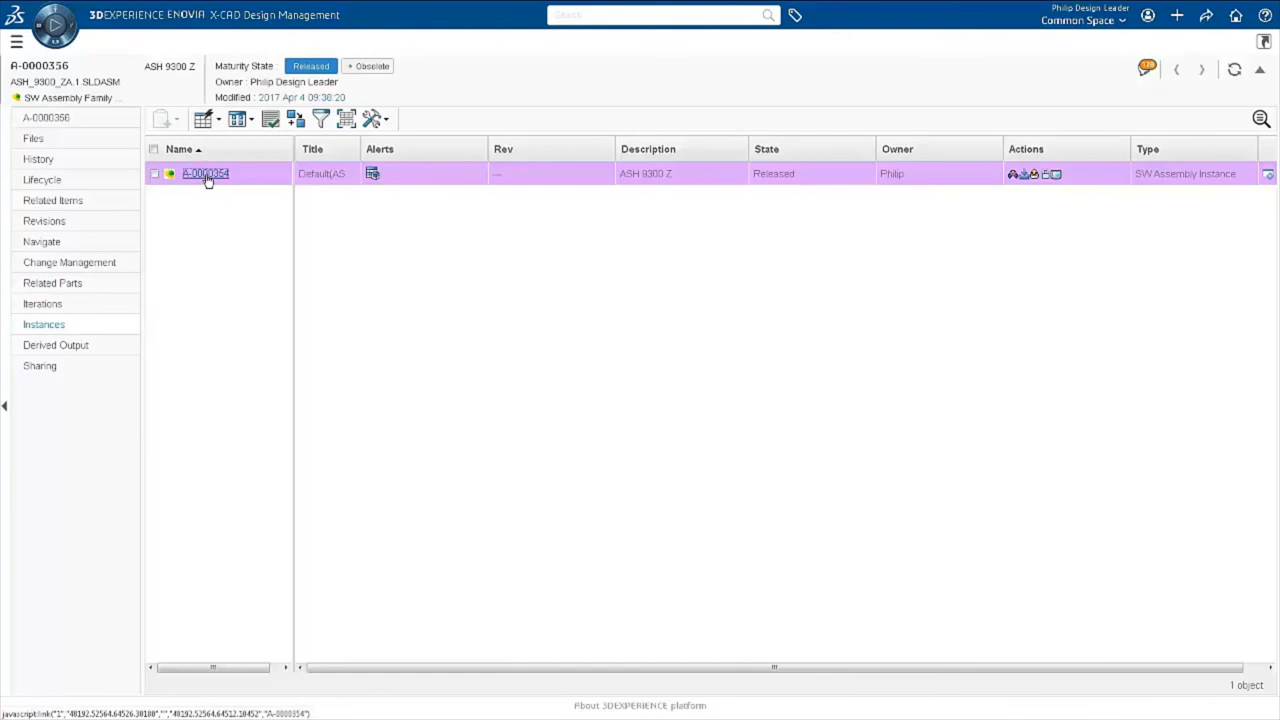 3DEXPERIENCE ENOVIA X-CAD Design Management
Search
Philip Design Leader
Common Space
A-0000356
ASH_9300_ZA.1.SLDASM
SW Assembly Family ...
ASH 9300 Z
Maturity State : Released + Obsolete
Owner : Philip Design Leader
Modified : 2017 Apr 4 09:36:20
A-0000356
Files
History
Lifecycle
Related Items
Revisions
Navigate
Change Management
Related Parts
Iterations
Instances
Derived Output
Sharing
Name Title Alerts Rev Description State Owner Actions Type
A-0000354 Default(AS --- ASH 9300 Z Released Philip SW Assembly Instance
1 object
About 3DEXPERIENCE platform